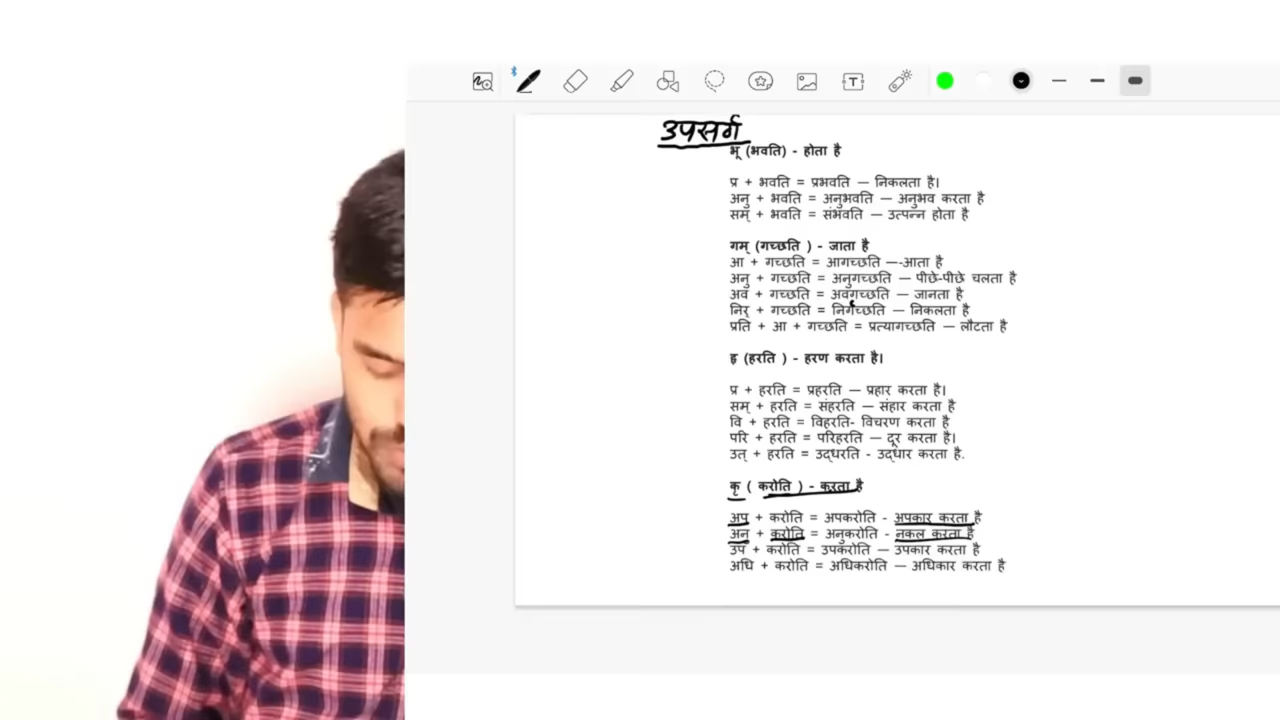 उपसर्ग
भू (भवति) - होता है
प्र + भवति = प्रभवति — निकलता है।
अनु + भवति = अनुभवति — अनुभव करता है
सम् + भवति = संभवति — उत्पन्न होता है
गम् (गच्छति ) - जाता है
आ + गच्छति = आगच्छति —-आता है
अनु + गच्छति = अनुगच्छति — पीछे-पीछे चलता है
अव + गच्छति = अवगच्छति — जानता है
निर् + गच्छति = निर्गच्छति — निकलता है
प्रति + आ + गच्छति = प्रत्यागच्छति — लौटता है
हृ (हरति ) - हरण करता है।
प्र + हरति = प्रहरति — प्रहार करता है।
सम् + हरति = संहरति — संहार करता है
वि + हरति = विहरति- विचरण करता है
परि + हरति = परिहरति — दूर करता है।
उत् + हरति = उद्धरति - उद्धार करता है.
कृ ( करोति ) - करता है
अप + करोति = अपकरोति - अपकार करता है
अनु + करोति = अनुकरोति - नकल करता है
उप + करोति = उपकरोति — उपकार करता है
अधि + करोति = अधिकरोति — अधिकार करता है